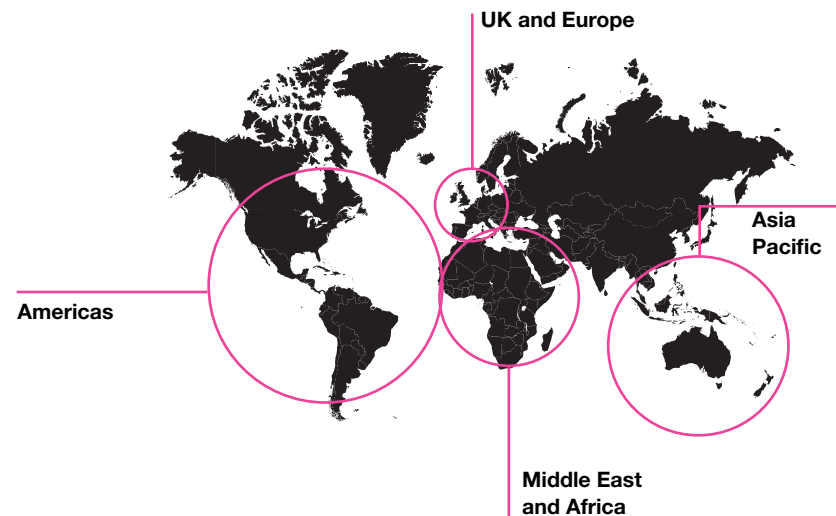 UK and Europe
Asia
Pacific
Americas
Middle East
and Africa